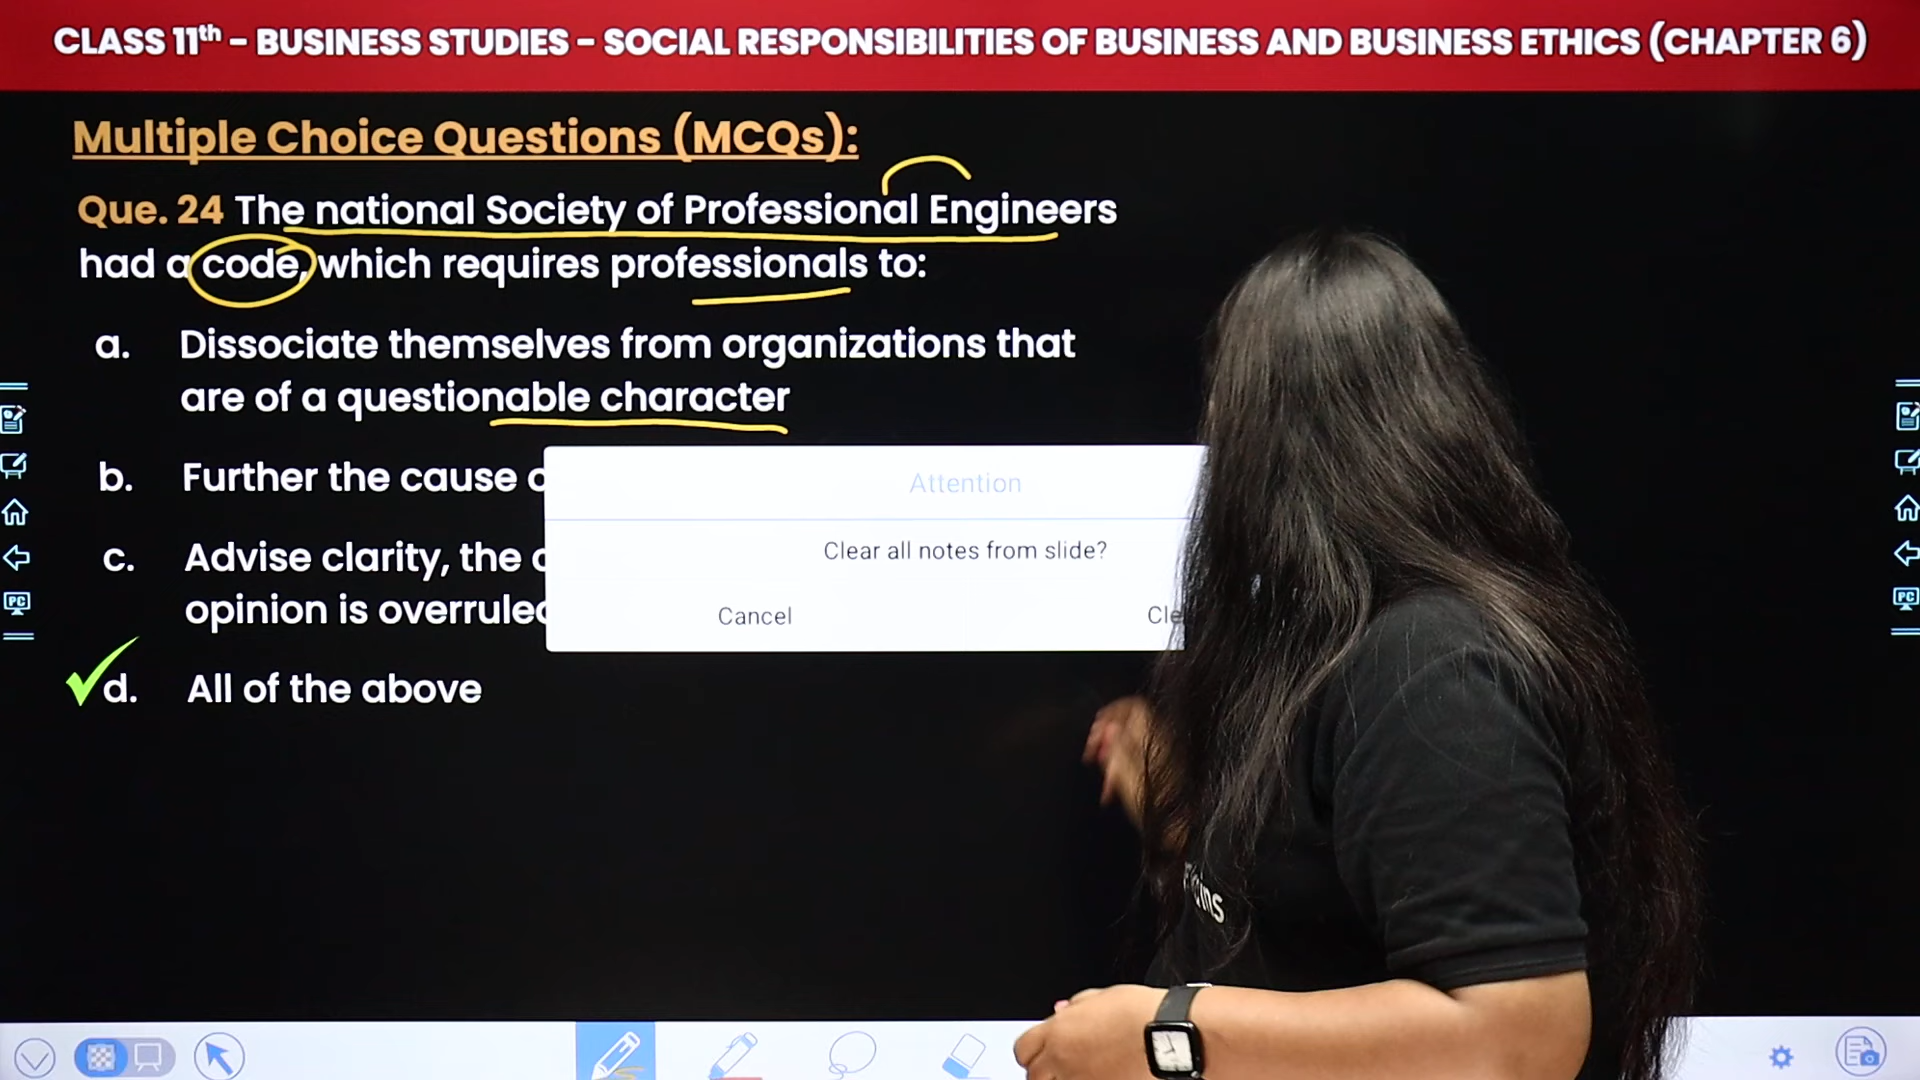 CLASS 11th - BUSINESS STUDIES - SOCIAL RESPONSIBILITIES OF BUSINESS AND BUSINESS ETHICS (CHAPTER 6)
Multiple Choice Questions (MCQs):
Que. 24 The national Society of Professional Engineers
had a code, which requires professionals to:
a. Dissociate themselves from organizations that
are of a questionable character
b. Further the cause
c. Advise clarity, the
opinion is overruled
d. All of the above
Attention
Clear all notes from slide?
Cancel
PC
PC